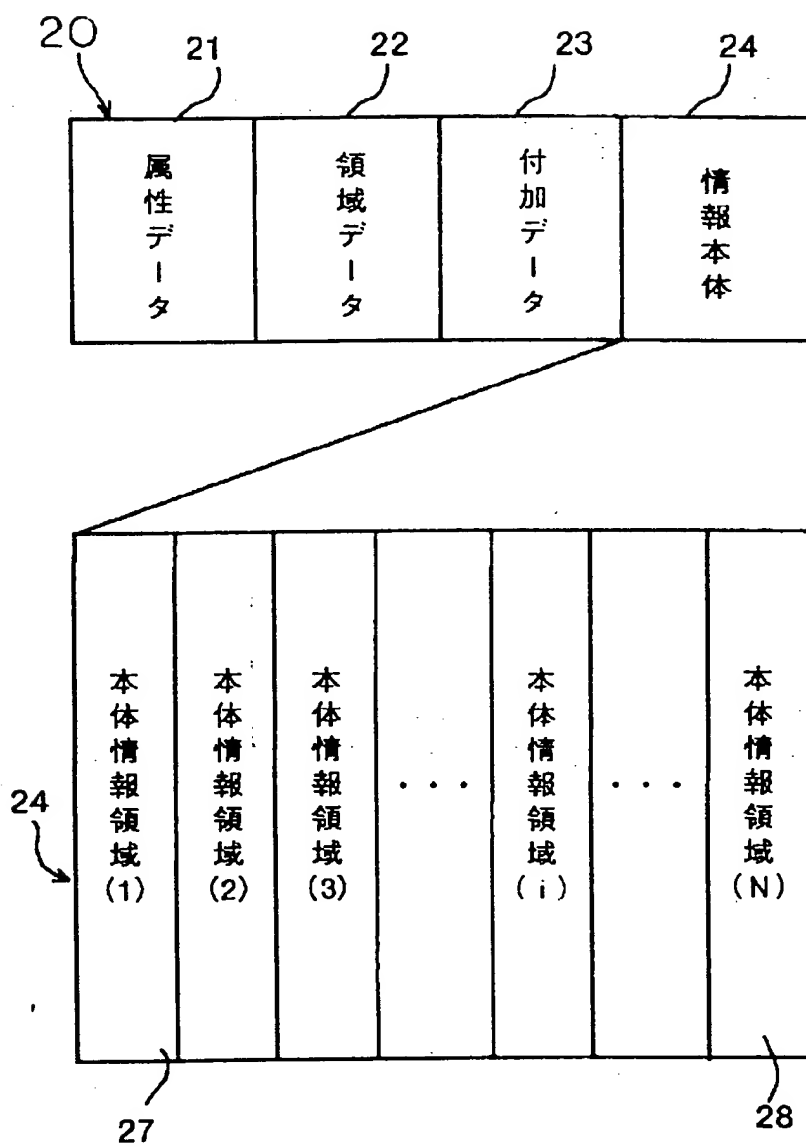 20
21
22
23
24
属性データ
領域データ
付加データ
情報本体
24
本体情報領域(1)
本体情報領域(2)
本体情報領域(3)
・・・
本体情報領域(i)
・・・
本体情報領域(N)
27
28